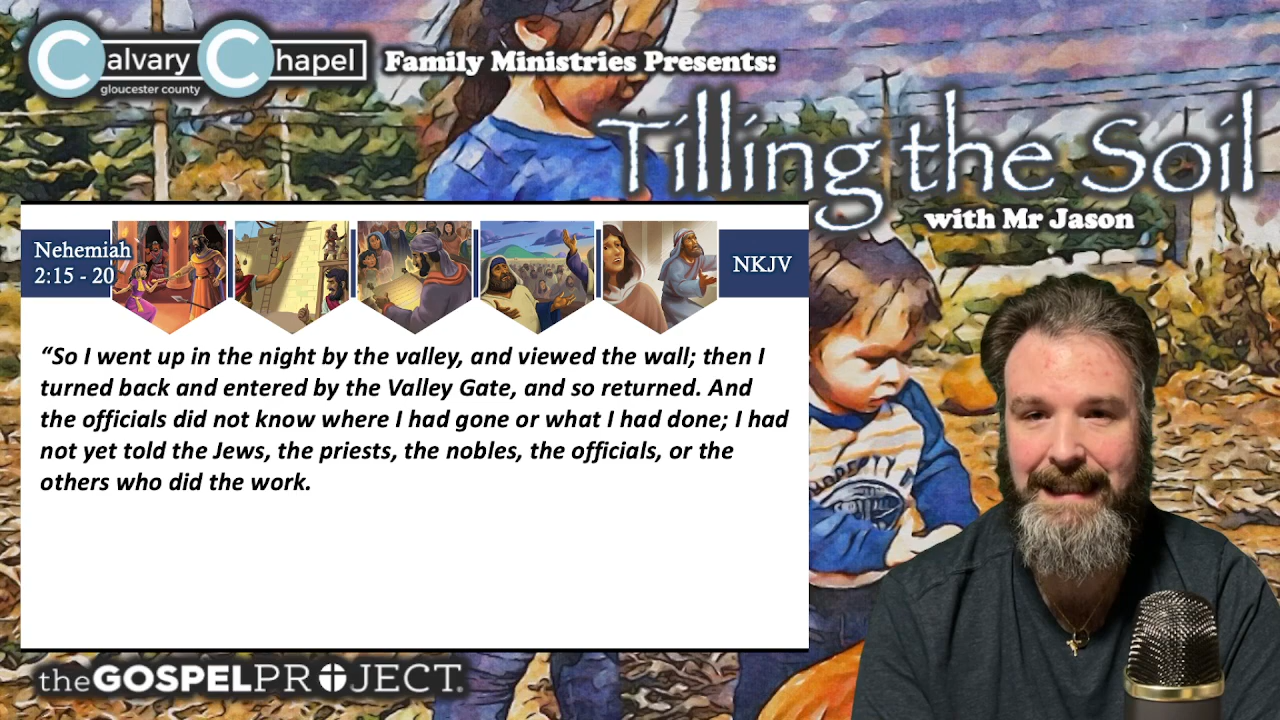 Calvary Chapel
gloucester county
Family Ministries Presents:
Tilling the Soil
with Mr Jason
Nehemiah
2:15 - 20
NKJV
“So I went up in the night by the valley, and viewed the wall; then I
turned back and entered by the Valley Gate, and so returned. And
the officials did not know where I had gone or what I had done; I had
not yet told the Jews, the priests, the nobles, the officials, or the
others who did the work.
theGOSPELPROJECT®